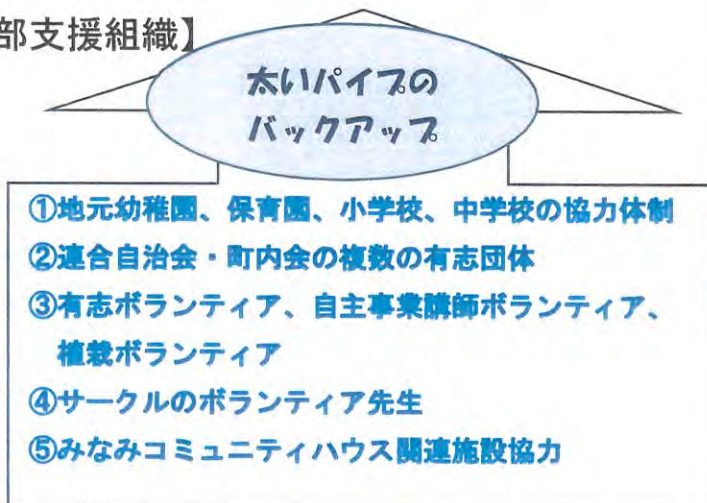 部支援組織】
太いパイプの
バックアップ
①地元幼稚園、保育園、小学校、中学校の協力体制
②連合自治会・町内会の複数の有志団体
③有志ボランティア、自主事業講師ボランティア、
植栽ボランティア
④サークルのボランティア先生
⑤みなみコミュニティハウス関連施設協力